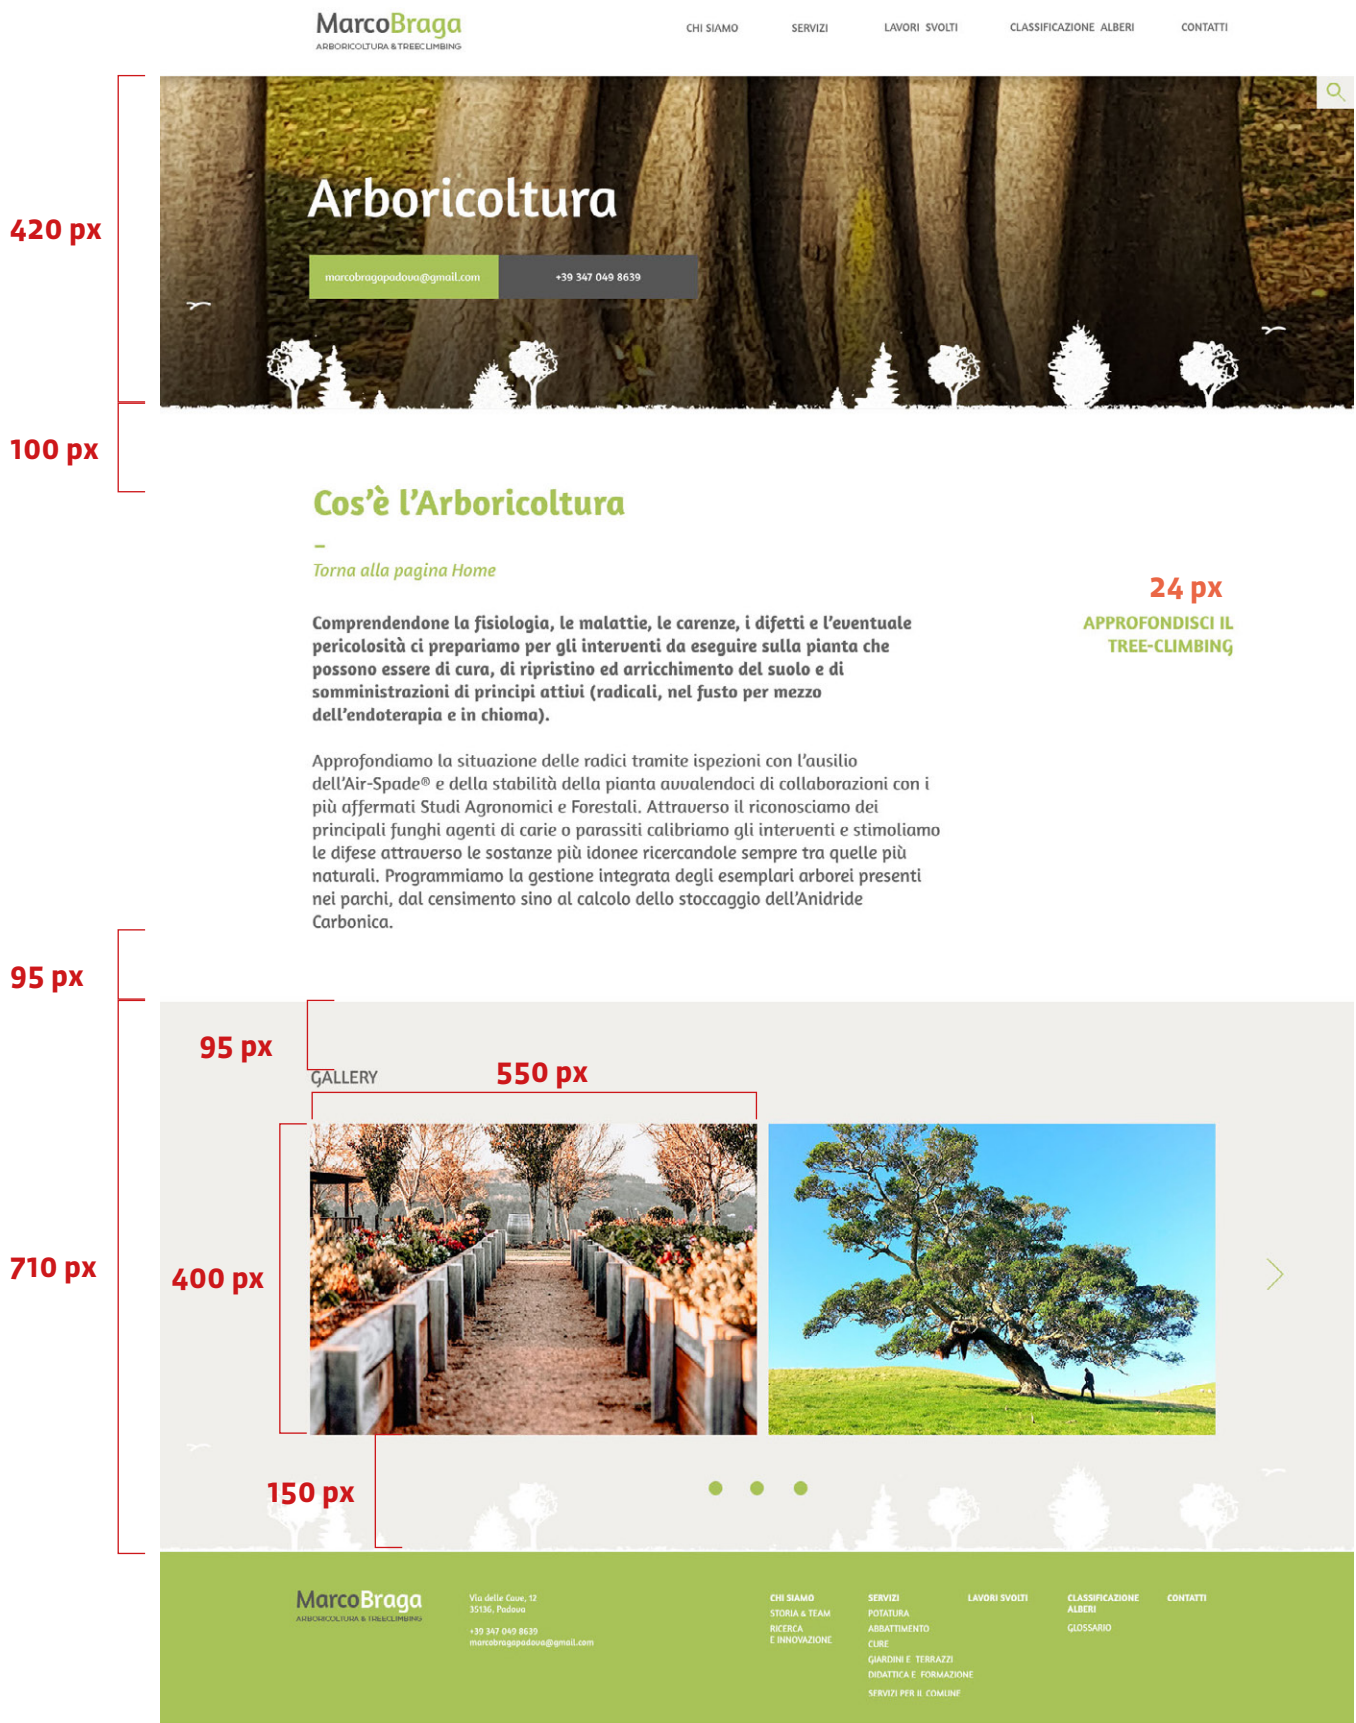 MarcoBraga
ARBORICOLTURA & TREECLIMBING
CHI SIAMO
SERVIZI
LAVORI SVOLTI
CLASSIFICAZIONE ALBERI
CONTATTI
420 px
Arboricoltura
marcobragapadova@gmail.com
+39 347 049 8639
100 px
Cos’è l’Arboricoltura
–
Torna alla pagina Home
24 px
APPROFONDISCI IL
TREE-CLIMBING
Comprendendone la fisiologia, le malattie, le carenze, i difetti e l’eventuale
pericolosità ci prepariamo per gli interventi da eseguire sulla pianta che
possono essere di cura, di ripristino ed arricchimento del suolo e di
somministrazioni di principi attivi (radicali, nel fusto per mezzo
dell’endoterapia e in chioma).
Approfondiamo la situazione delle radici tramite ispezioni con l’ausilio
dell’Air-Spade® e della stabilità della pianta avvalendoci di collaborazioni con i
più affermati Studi Agronomici e Forestali. Attraverso il riconosciamo dei
principali funghi agenti di carie o parassiti calibriamo gli interventi e stimoliamo
le difese attraverso le sostanze più idonee ricercandole sempre tra quelle più
naturali. Programmiamo la gestione integrata degli esemplari arborei presenti
nei parchi, dal censimento sino al calcolo dello stoccaggio dell’Anidride
Carbonica.
95 px
95 px
GALLERY
550 px
710 px
400 px
150 px
MarcoBraga
ARBORICOLTURA & TREECLIMBING
Via delle Cave, 12
35136, Padova
+39 347 049 8639
marcobragapadova@gmail.com
CHI SIAMO
STORIA & TEAM
RICERCA
E INNOVAZIONE
SERVIZI
POTATURA
ABBATTIMENTO
CURE
GIARDINI E TERRAZZI
DIDATTICA E FORMAZIONE
SERVIZI PER IL COMUNE
LAVORI SVOLTI
CLASSIFICAZIONE
ALBERI
GLOSSARIO
CONTATTI